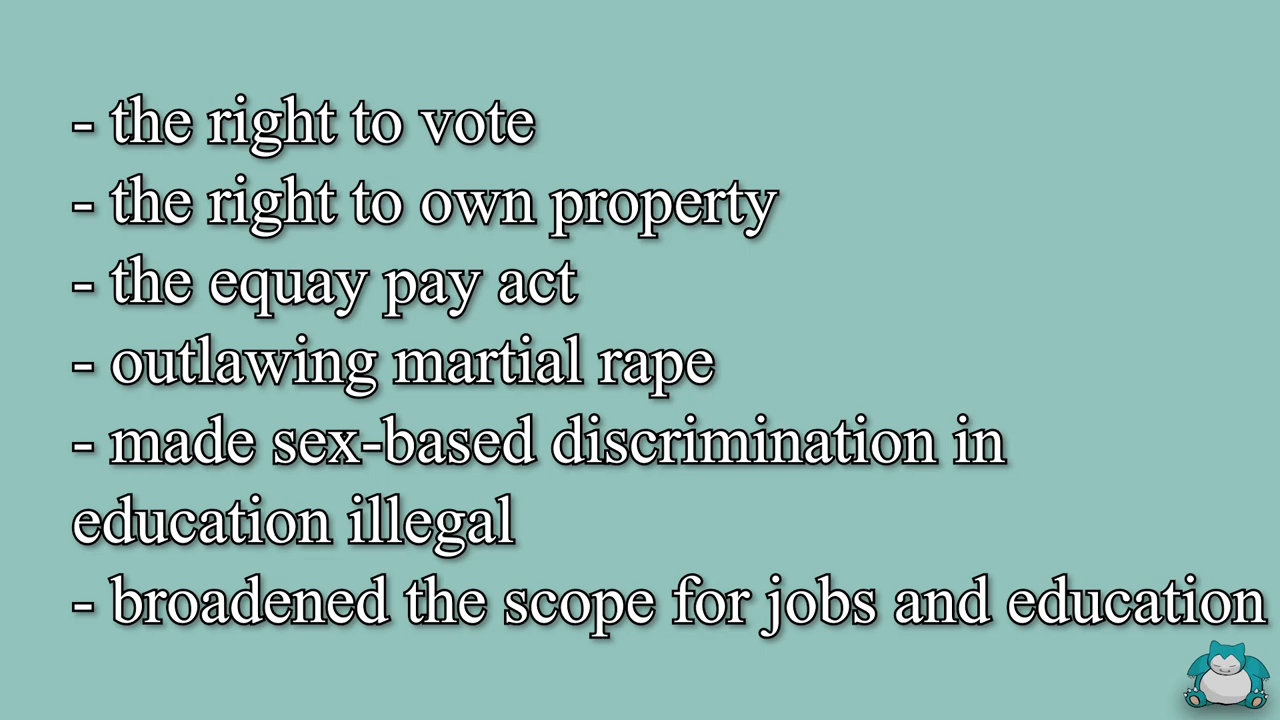 - the right to vote
- the right to own property
- the equay pay act
- outlawing martial rape
- made sex-based discrimination in
education illegal
- broadened the scope for jobs and education